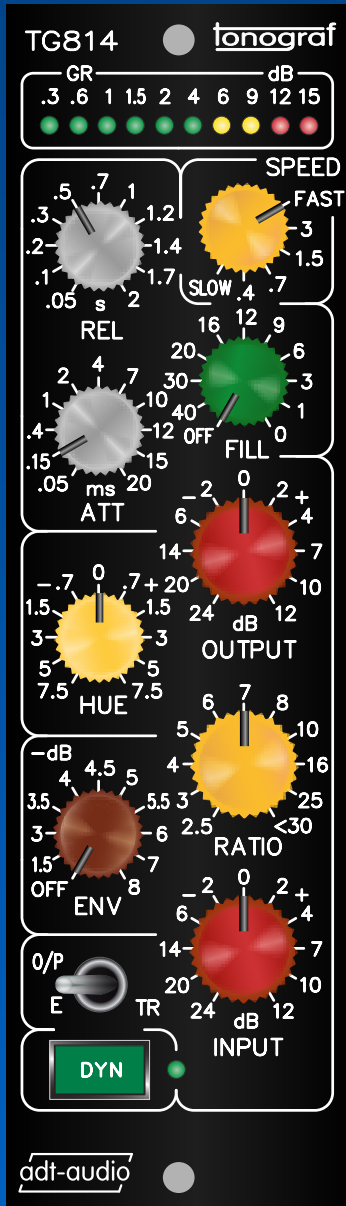 TG814 tonograf
GR dB
.3 .6 1 1.5 2 4 6 9 12 15
SPEED
FAST
3
1.5
.7
.4
SLOW
.7
.5 1
.3 1.2
.2 1.4
.1 1.7
.05 s 2
REL
12
16 9
20 6
30 3
40 1
OFF 0
FILL
4
2 7
1 10
.4 12
.15 15
.05 ms 20
ATT
0
-2 2+
6 4
14 7
20 10
24 dB 12
OUTPUT
0
-.7 .7+
1.5 1.5
3 3
5 5
7.5 7.5
HUE
7
6 8
5 10
4 16
3 25
2.5 <30
RATIO
-dB
4.5
4 5
3.5 5.5
3 6
1.5 7
OFF 8
ENV
0
-2 2+
6 4
14 7
20 10
24 dB 12
INPUT
O/P
E TR
DYN
adt-audio